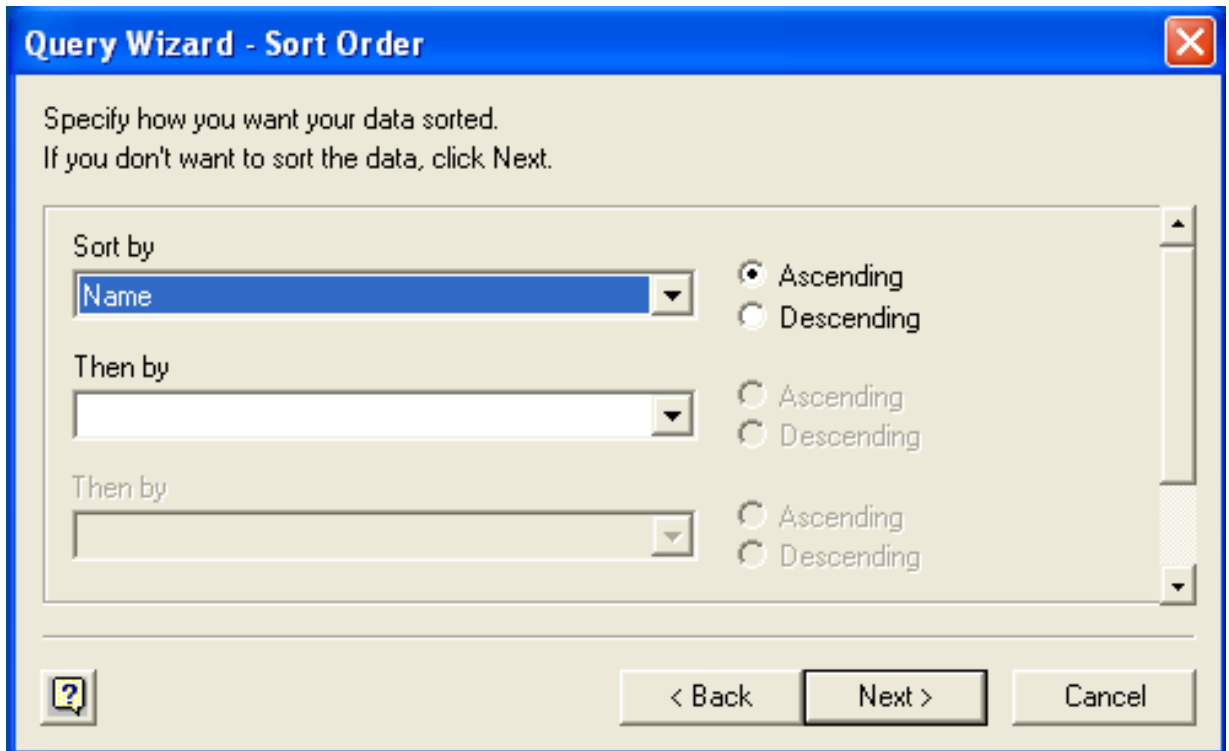 Query Wizard - Sort Order
Specify how you want your data sorted.
If you don't want to sort the data, click Next.
Sort by
Name
Ascending
Descending
Then by
Ascending
Descending
Then by
Ascending
Descending
?
< Back
Next >
Cancel